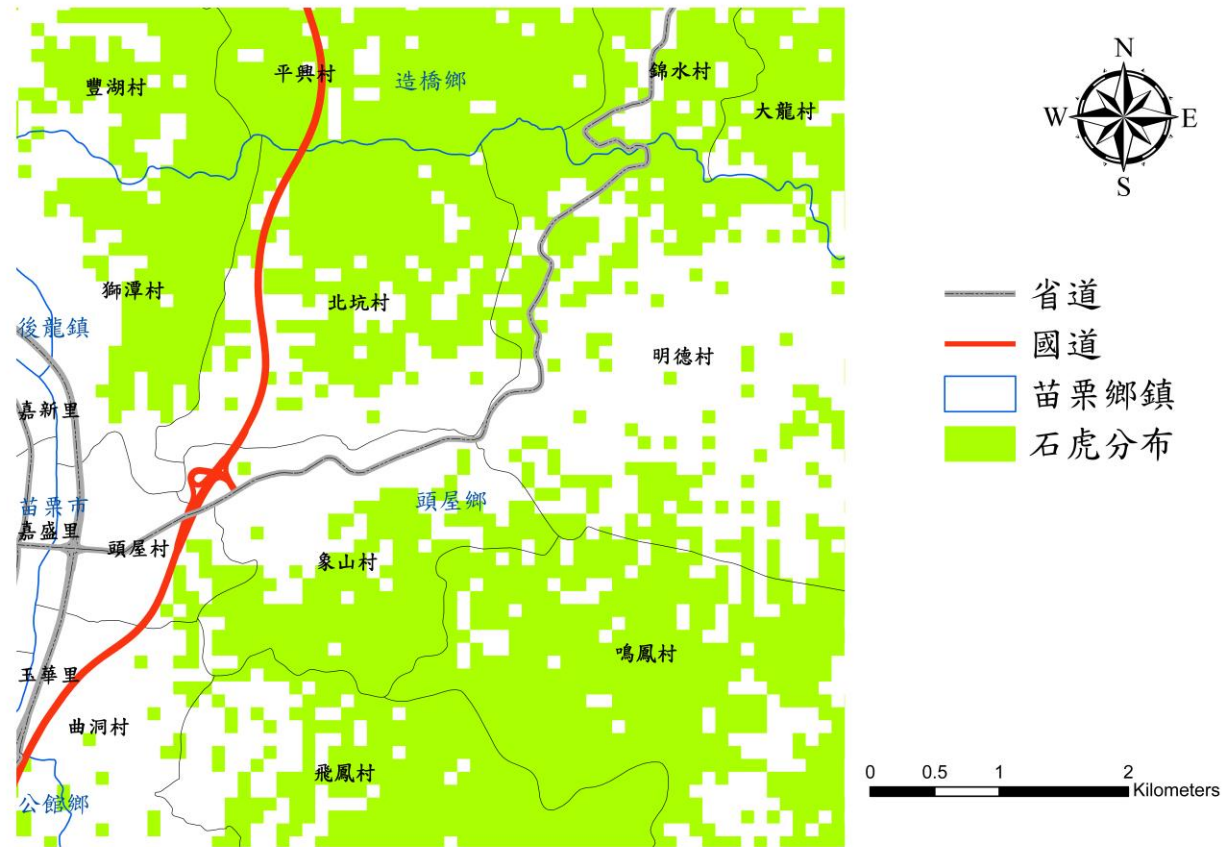 豐湖村
平興村
造橋鄉
錦水村
大龍村
獅潭村
北坑村
後龍鎮
明德村
嘉新里
苗栗市
頭屋鄉
嘉盛里
頭屋村
象山村
鳴鳳村
玉華里
曲洞村
飛鳳村
公館鄉
N
W
E
S
省道
國道
苗栗鄉鎮
石虎分布
0 0.5 1 2
Kilometers